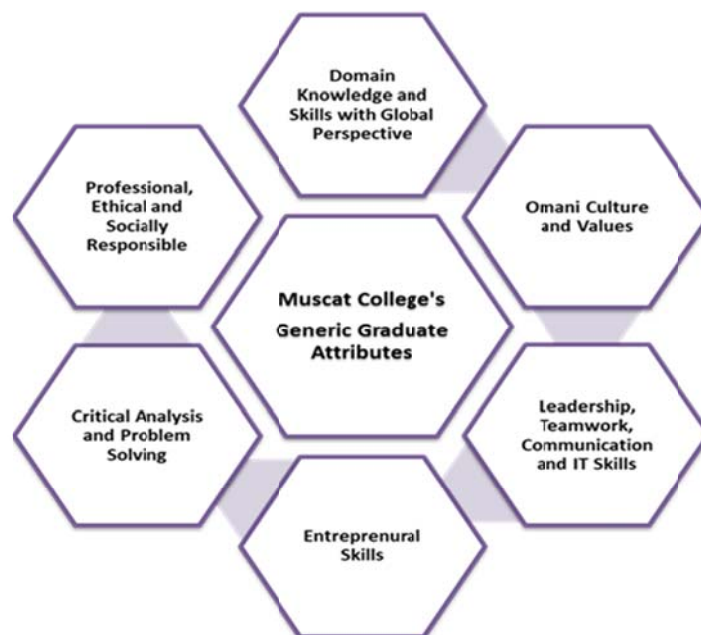 Domain
Knowledge and
Skills with Global
Perspective
Professional,
Ethical and
Socially
Responsible
Omani Culture
and Values
Muscat College's
Generic Graduate
Attributes
Critical Analysis
and Problem
Solving
Leadership,
Teamwork,
Communication
and IT Skills
Entreprenural
Skills